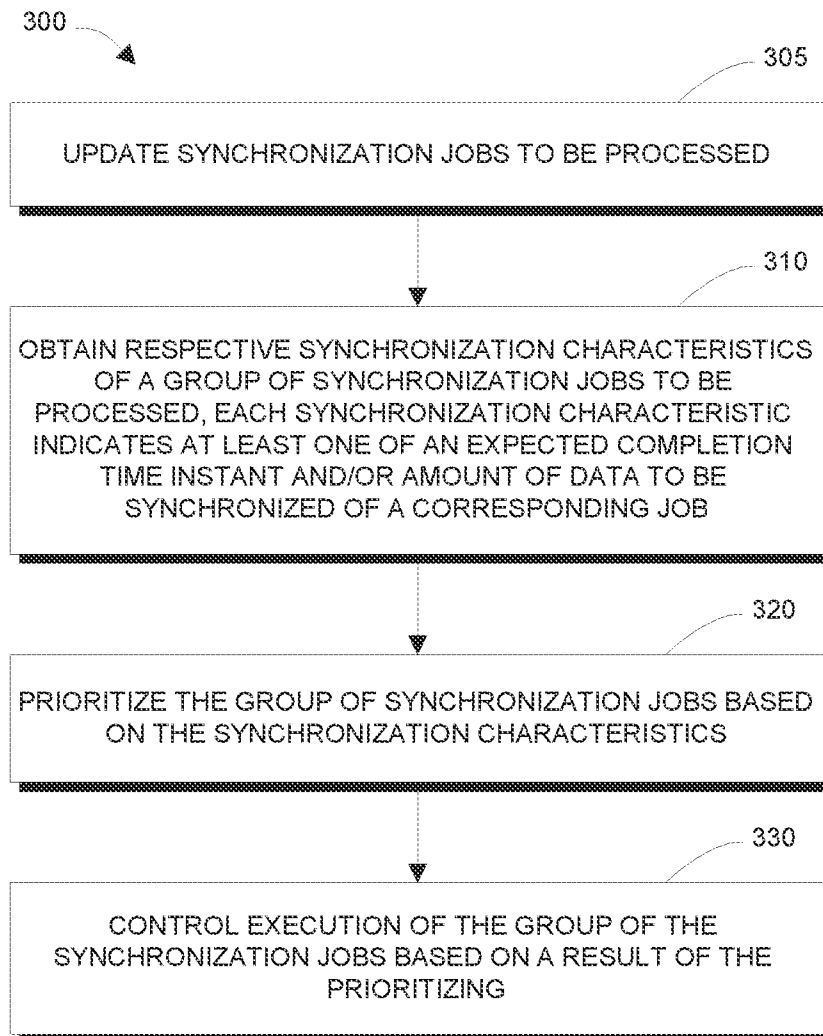 300
305
UPDATE SYNCHRONIZATION JOBS TO BE PROCESSED
310
OBTAIN RESPECTIVE SYNCHRONIZATION CHARACTERISTICS
OF A GROUP OF SYNCHRONIZATION JOBS TO BE
PROCESSED, EACH SYNCHRONIZATION CHARACTERISTIC
INDICATES AT LEAST ONE OF AN EXPECTED COMPLETION
TIME INSTANT AND/OR AMOUNT OF DATA TO BE
SYNCHRONIZED OF A CORRESPONDING JOB
320
PRIORITIZE THE GROUP OF SYNCHRONIZATION JOBS BASED
ON THE SYNCHRONIZATION CHARACTERISTICS
330
CONTROL EXECUTION OF THE GROUP OF THE
SYNCHRONIZATION JOBS BASED ON A RESULT OF THE
PRIORITIZING